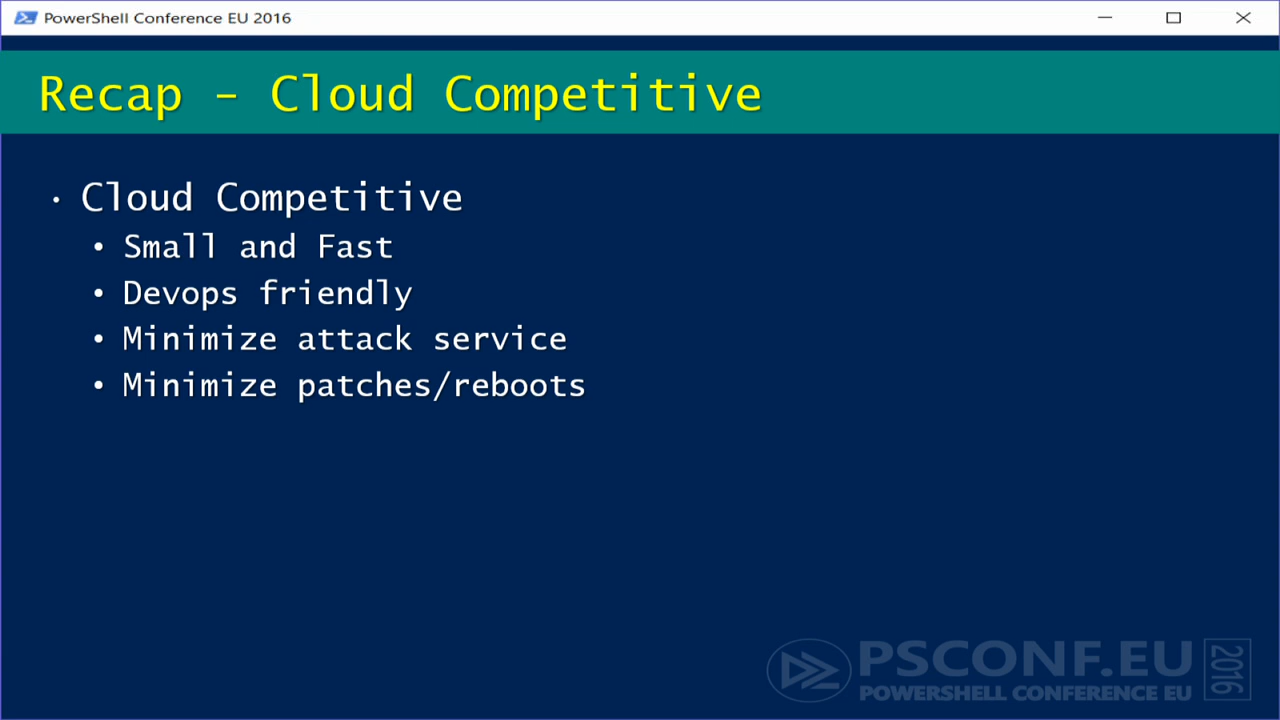 PowerShell Conference EU 2016
Recap - Cloud Competitive
• Cloud Competitive
• Small and Fast
• Devops friendly
• Minimize attack service
• Minimize patches/reboots
PSCONF.EU
POWERSHELL CONFERENCE EU
2016